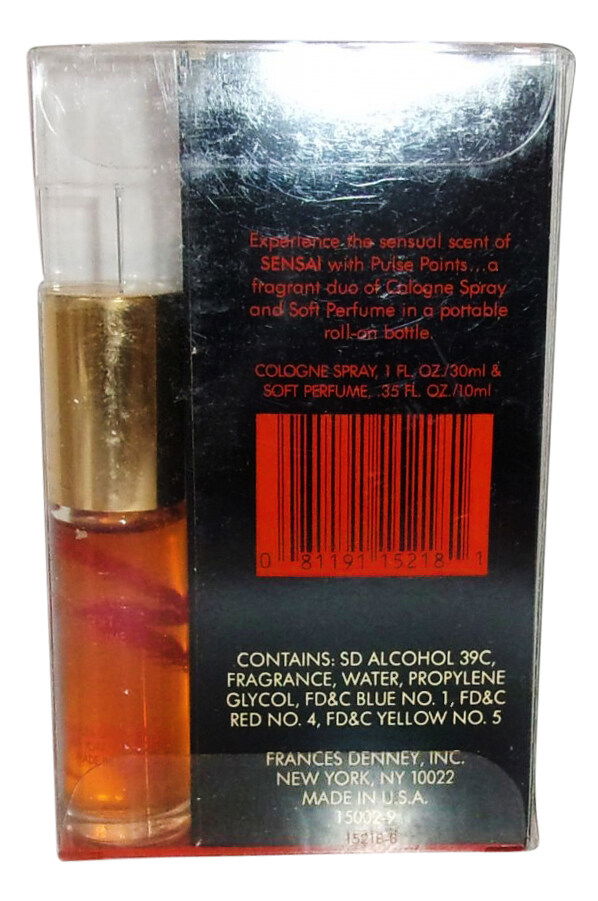 Experience the sensual scent of
SENSAI with Pulse Points...a
fragrant duo of Cologne Spray
and Soft Perfume in a portable
roll-on bottle.
COLOGNE SPRAY, 1 FL. OZ./30ml &
SOFT PERFUME, .35 FL. OZ./10ml
0 81191 15218 1
CONTAINS: SD ALCOHOL 39C,
FRAGRANCE, WATER, PROPYLENE
GLYCOL, FD&C BLUE NO. 1, FD&C
RED NO. 4, FD&C YELLOW NO. 5
FRANCES DENNEY, INC.
NEW YORK, NY 10022
MADE IN U.S.A.
15002-9
15218-6